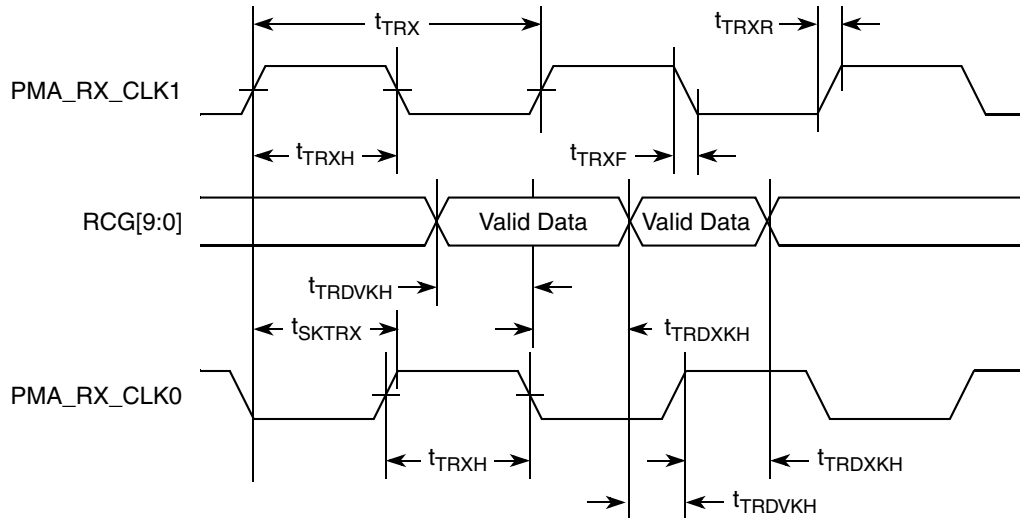 tTRX
tTRXR
PMA_RX_CLK1
tTRXH
tTRXF
RCG[9:0]
Valid Data
Valid Data
tTRDVKH
tSKTRX
tTRDXKH
PMA_RX_CLK0
tTRXH
tTRDXKH
tTRDVKH